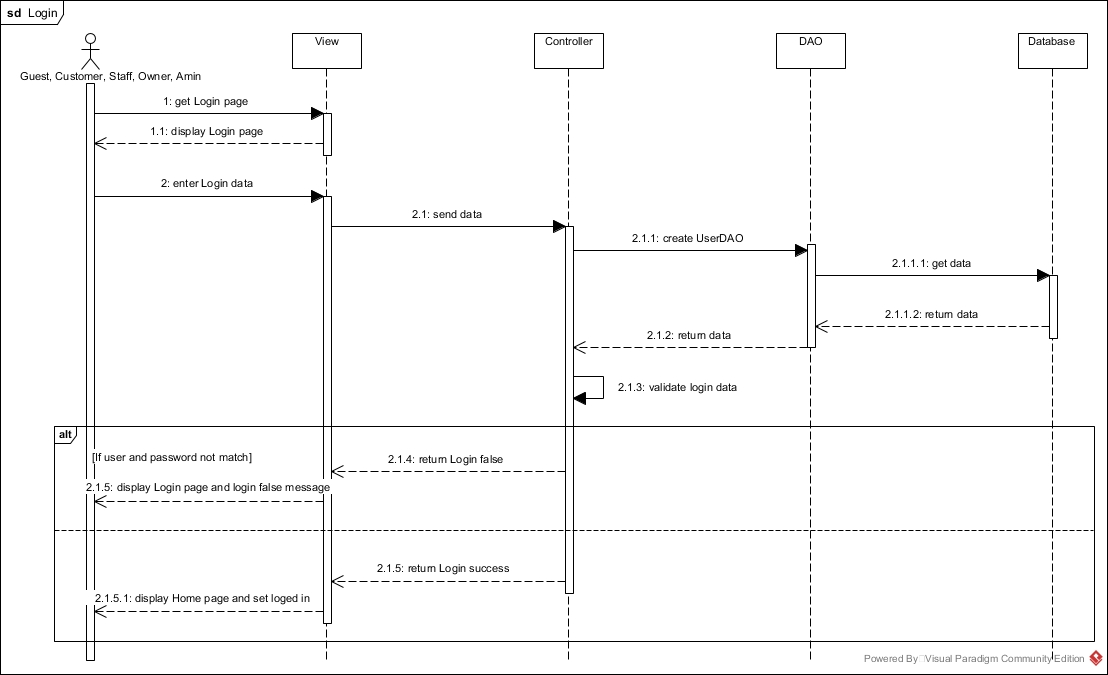 sd Login
View
Controller
DAO
Database
Guest, Customer, Staff, Owner, Amin
1: get Login page
1.1: display Login page
2: enter Login data
2.1: send data
2.1.1: create UserDAO
2.1.1.1: get data
2.1.1.2: return data
2.1.2: return data
2.1.3: validate login data
alt
[If user and password not match]
2.1.4: return Login false
2.1.5: display Login page and login false message
2.1.5: return Login success
2.1.5.1: display Home page and set loged in
Powered By Visual Paradigm Community Edition